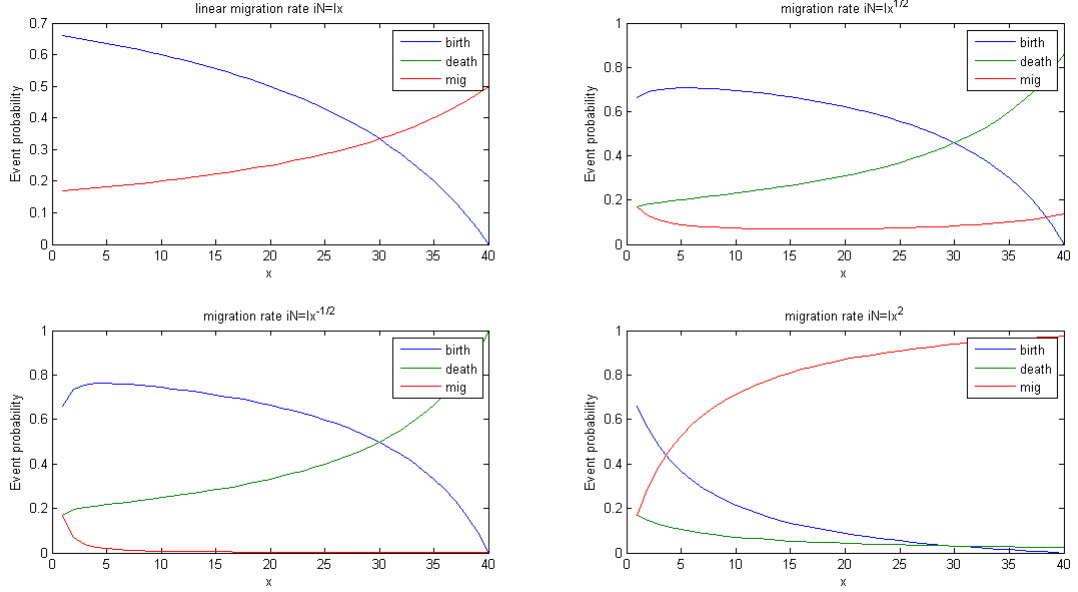 linear migration rate iN=Ix
Event probability
0.7
0.6
0.5
0.4
0.3
0.2
0.1
0
0 5 10 15 20 25 30 35 40
x
birth
death
mig
migration rate iN=Ix^1/2
Event probability
1
0.8
0.6
0.4
0.2
0
0 5 10 15 20 25 30 35 40
x
birth
death
mig
migration rate iN=Ix^-1/2
Event probability
1
0.8
0.6
0.4
0.2
0
0 5 10 15 20 25 30 35 40
x
birth
death
mig
migration rate iN=Ix^2
Event probability
1
0.8
0.6
0.4
0.2
0
0 5 10 15 20 25 30 35 40
x
birth
death
mig